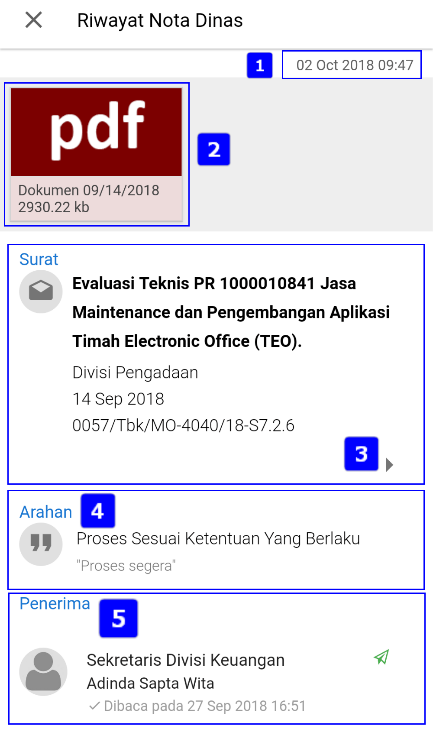 Riwayat Nota Dinas
1
02 Oct 2018 09:47
pdf
2
Dokumen 09/14/2018
2930.22 kb
Surat
Evaluasi Teknis PR 1000010841 Jasa
Maintenance dan Pengembangan Aplikasi
Timah Electronic Office (TEO).
Divisi Pengadaan
14 Sep 2018
0057/Tbk/MO-4040/18-S7.2.6
3
Arahan
4
Proses Sesuai Ketentuan Yang Berlaku
"Proses segera"
Penerima
5
Sekretaris Divisi Keuangan
Adinda Sapta Wita
Dibaca pada 27 Sep 2018 16:51